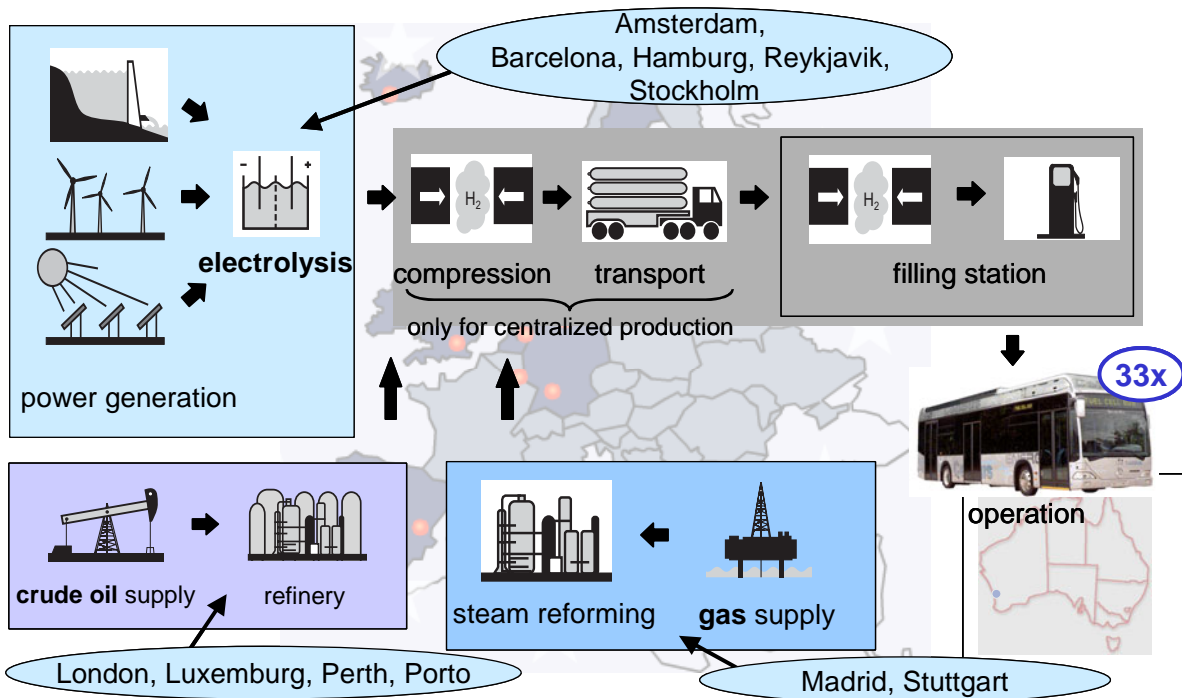 Amsterdam,
Barcelona, Hamburg, Reykjavik,
Stockholm
- +
electrolysis
power generation
H2
compression
transport
only for centralized production
H2
filling station
33x
operation
crude oil supply
refinery
steam reforming
gas supply
London, Luxemburg, Perth, Porto
Madrid, Stuttgart